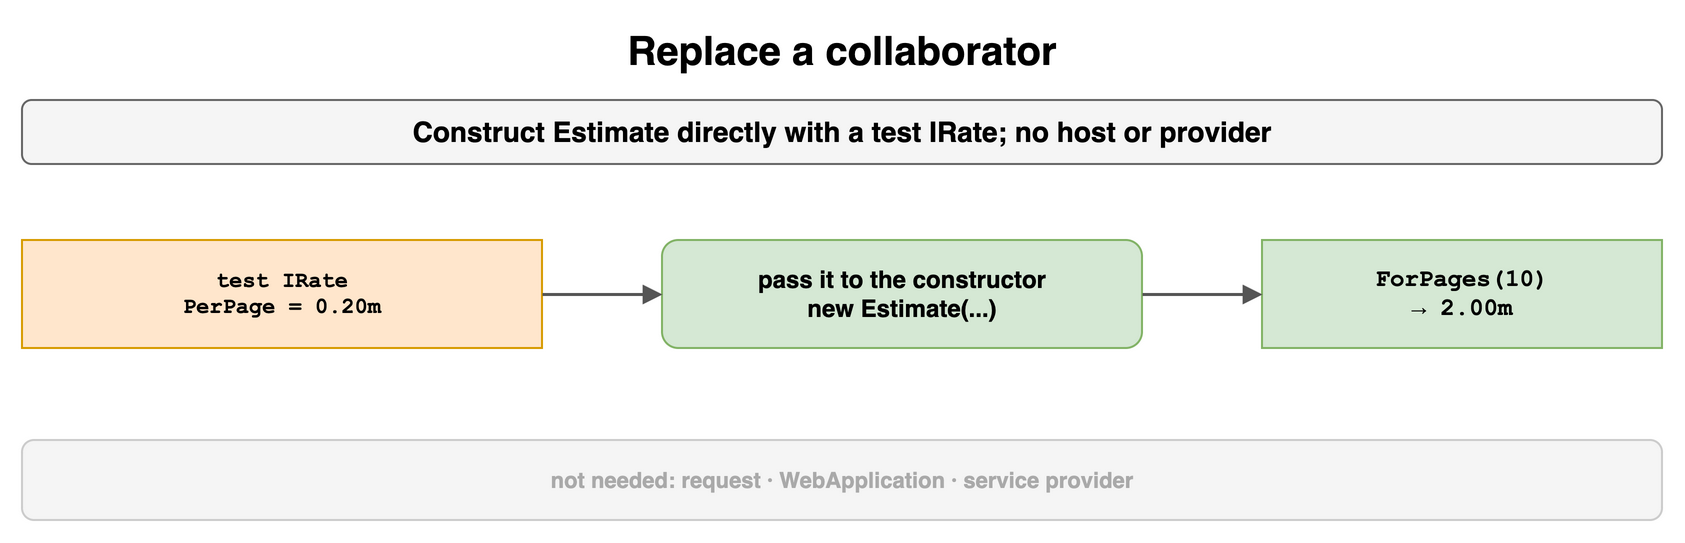 Replace a collaborator
Construct Estimate directly with a test IRate; no host or provider
test IRate
PerPage = 0.20m
pass it to the constructor
new Estimate(...)
ForPages(10)
→ 2.00m
not needed: request · WebApplication · service provider